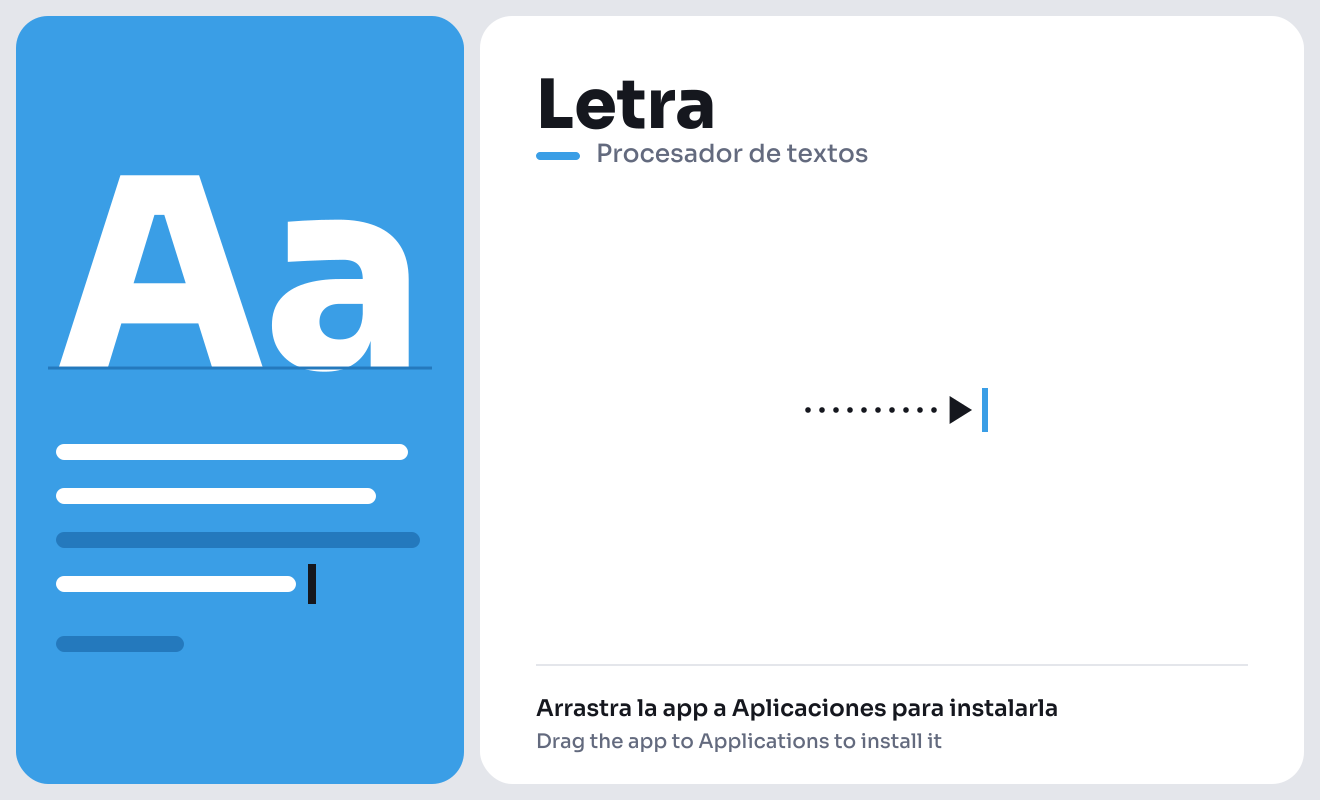 Aa
Letra
Procesador de textos
Arrastra la app a Aplicaciones para instalarla
Drag the app to Applications to install it